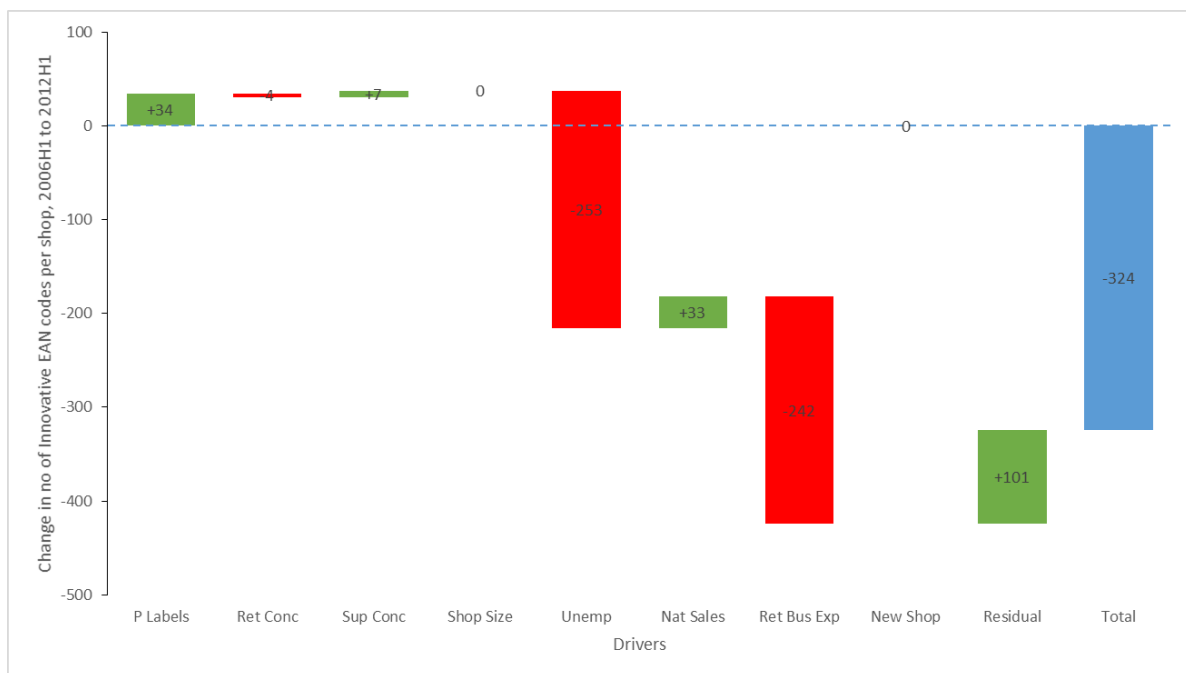 Change in no of Innovative EAN codes per shop, 2006H1 to 2012H1
100
0
-100
-200
-300
-400
-500
+34
4
+7
0
253
+33
-242
0
+101
-324
P Labels
Ret Conc
Sup Conc
Shop Size
Unemp
Nat Sales
Ret Bus Exp
New Shop
Residual
Total
Drivers